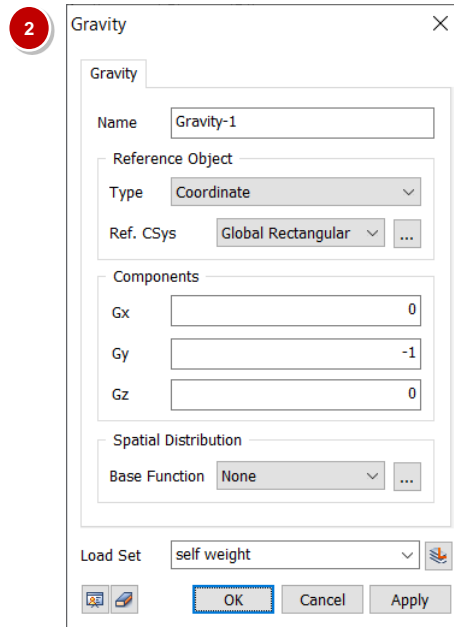 2
Gravity
Gravity
Name Gravity-1
Reference Object
Type Coordinate
Ref. CSys Global Rectangular ...
Components
Gx 0
Gy -1
Gz 0
Spatial Distribution
Base Function None ...
Load Set self weight
OK Cancel Apply